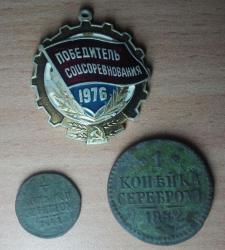 ПОБЕДИТЕЛЬ
СОЦСОРЕВНОВАНИЯ
1976
1
КОПѢЙКА
СЕРЕБРОМЪ
1842